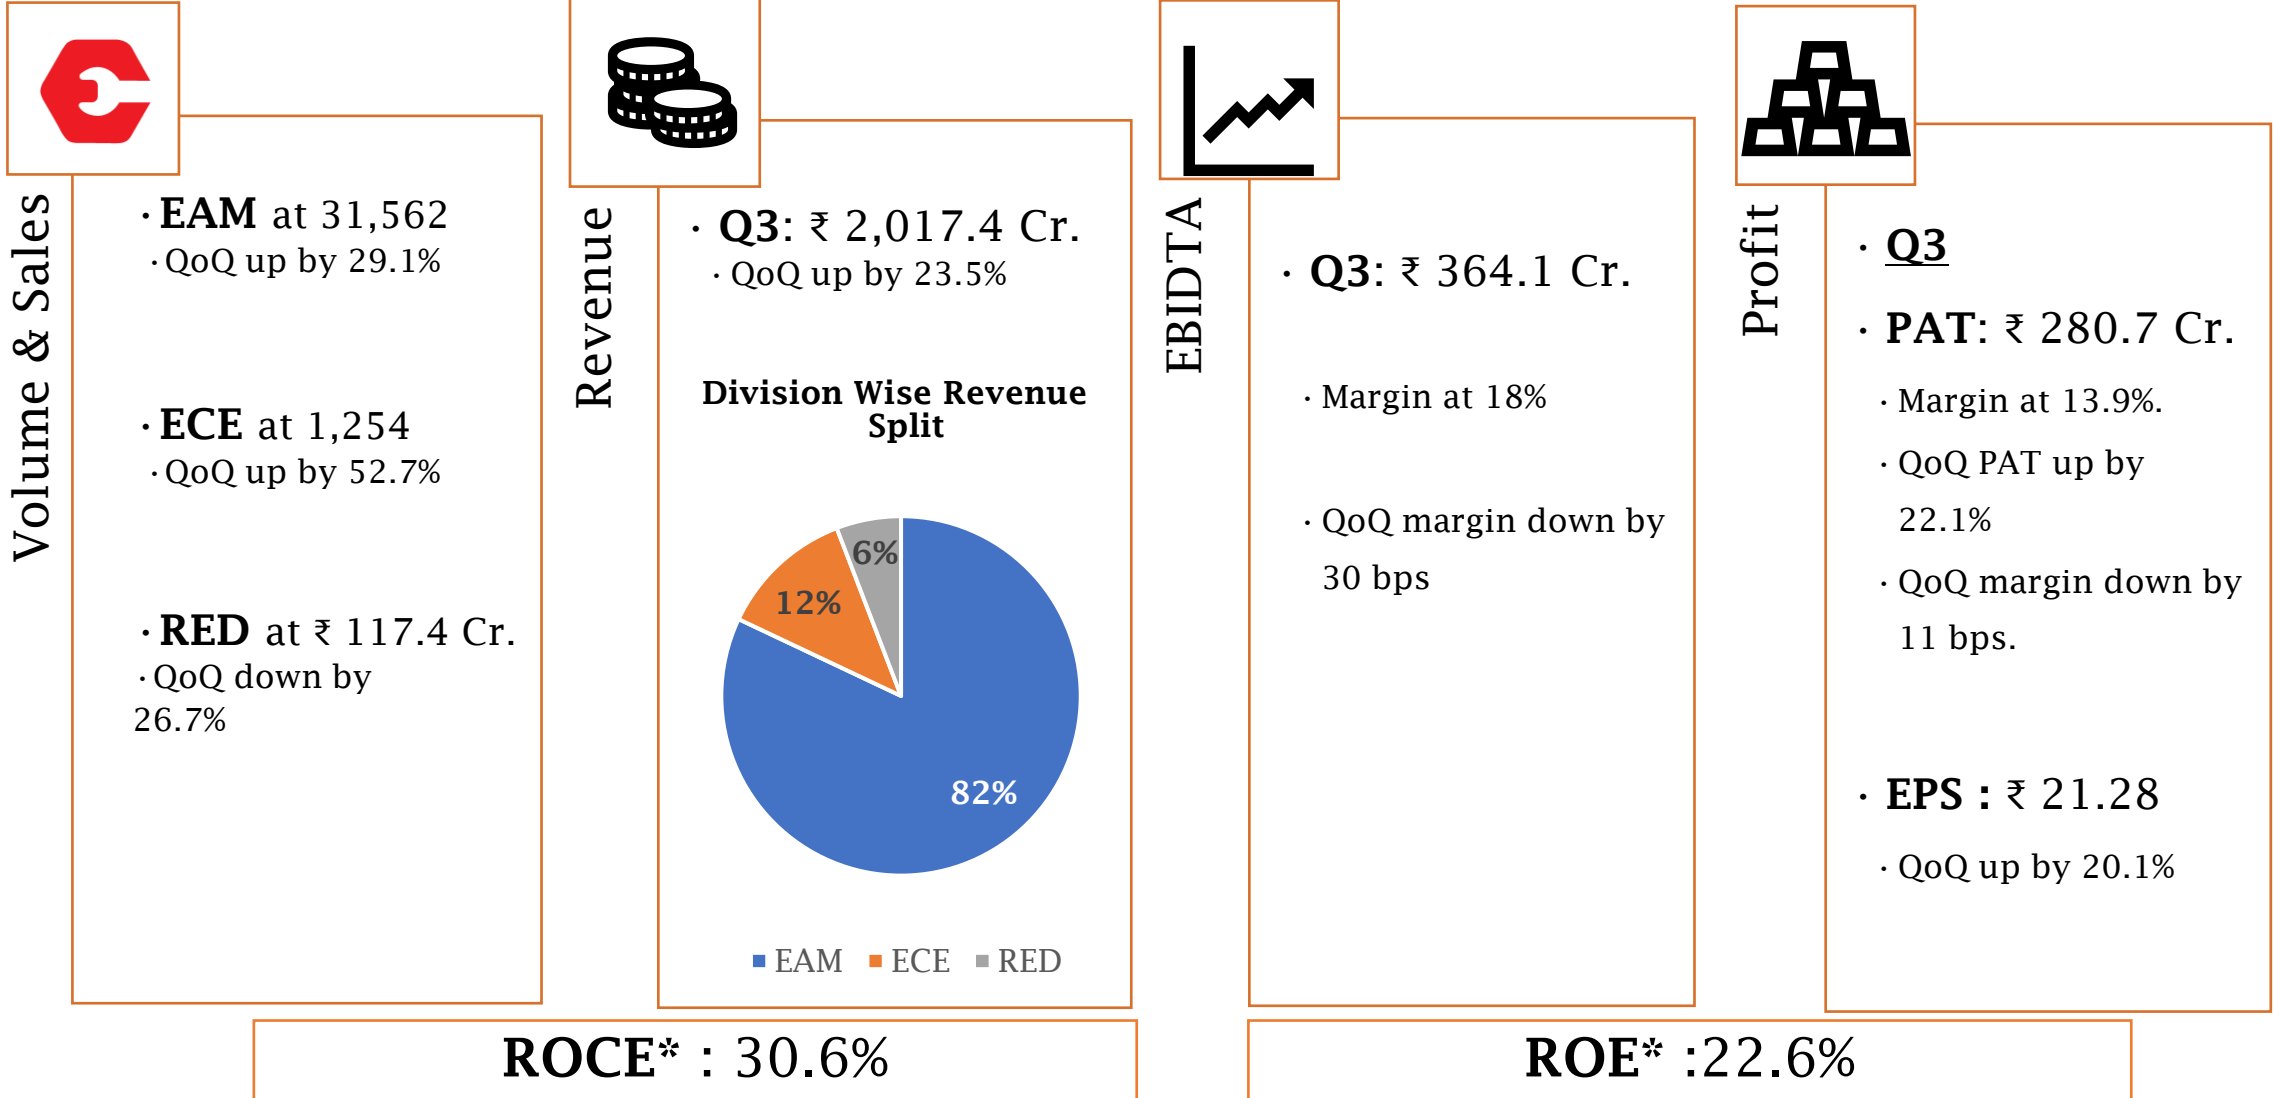 Volume & Sales
· EAM at 31,562
· QoQ up by 29.1%
· ECE at 1,254
· QoQ up by 52.7%
· RED at ₹ 117.4 Cr.
· QoQ down by
26.7%
Revenue
· Q3: ₹ 2,017.4 Cr.
· QoQ up by 23.5%
Division Wise Revenue
Split
6%
12%
82%
EAM ECE RED
EBIDTA
· Q3: ₹ 364.1 Cr.
· Margin at 18%
· QoQ margin down by
30 bps
Profit
· Q3
· PAT: ₹ 280.7 Cr.
· Margin at 13.9%.
· QoQ PAT up by
22.1%
· QoQ margin down by
11 bps.
· EPS : ₹ 21.28
· QoQ up by 20.1%
ROCE* : 30.6%
ROE* :22.6%